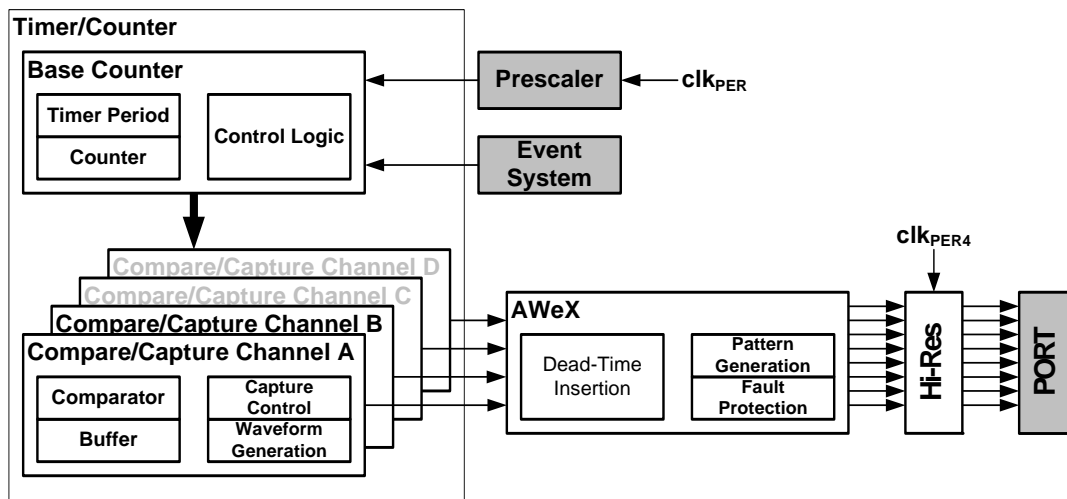 Timer/Counter
Base Counter
Timer Period
Counter
Control Logic
Prescaler
clkPER
Event
System
Compare/Capture Channel D
Compare/Capture Channel C
Compare/Capture Channel B
Compare/Capture Channel A
Comparator
Buffer
Capture
Control
Waveform
Generation
AWeX
Dead-Time
Insertion
Pattern
Generation
Fault
Protection
clkPER4
Hi-Res
PORT